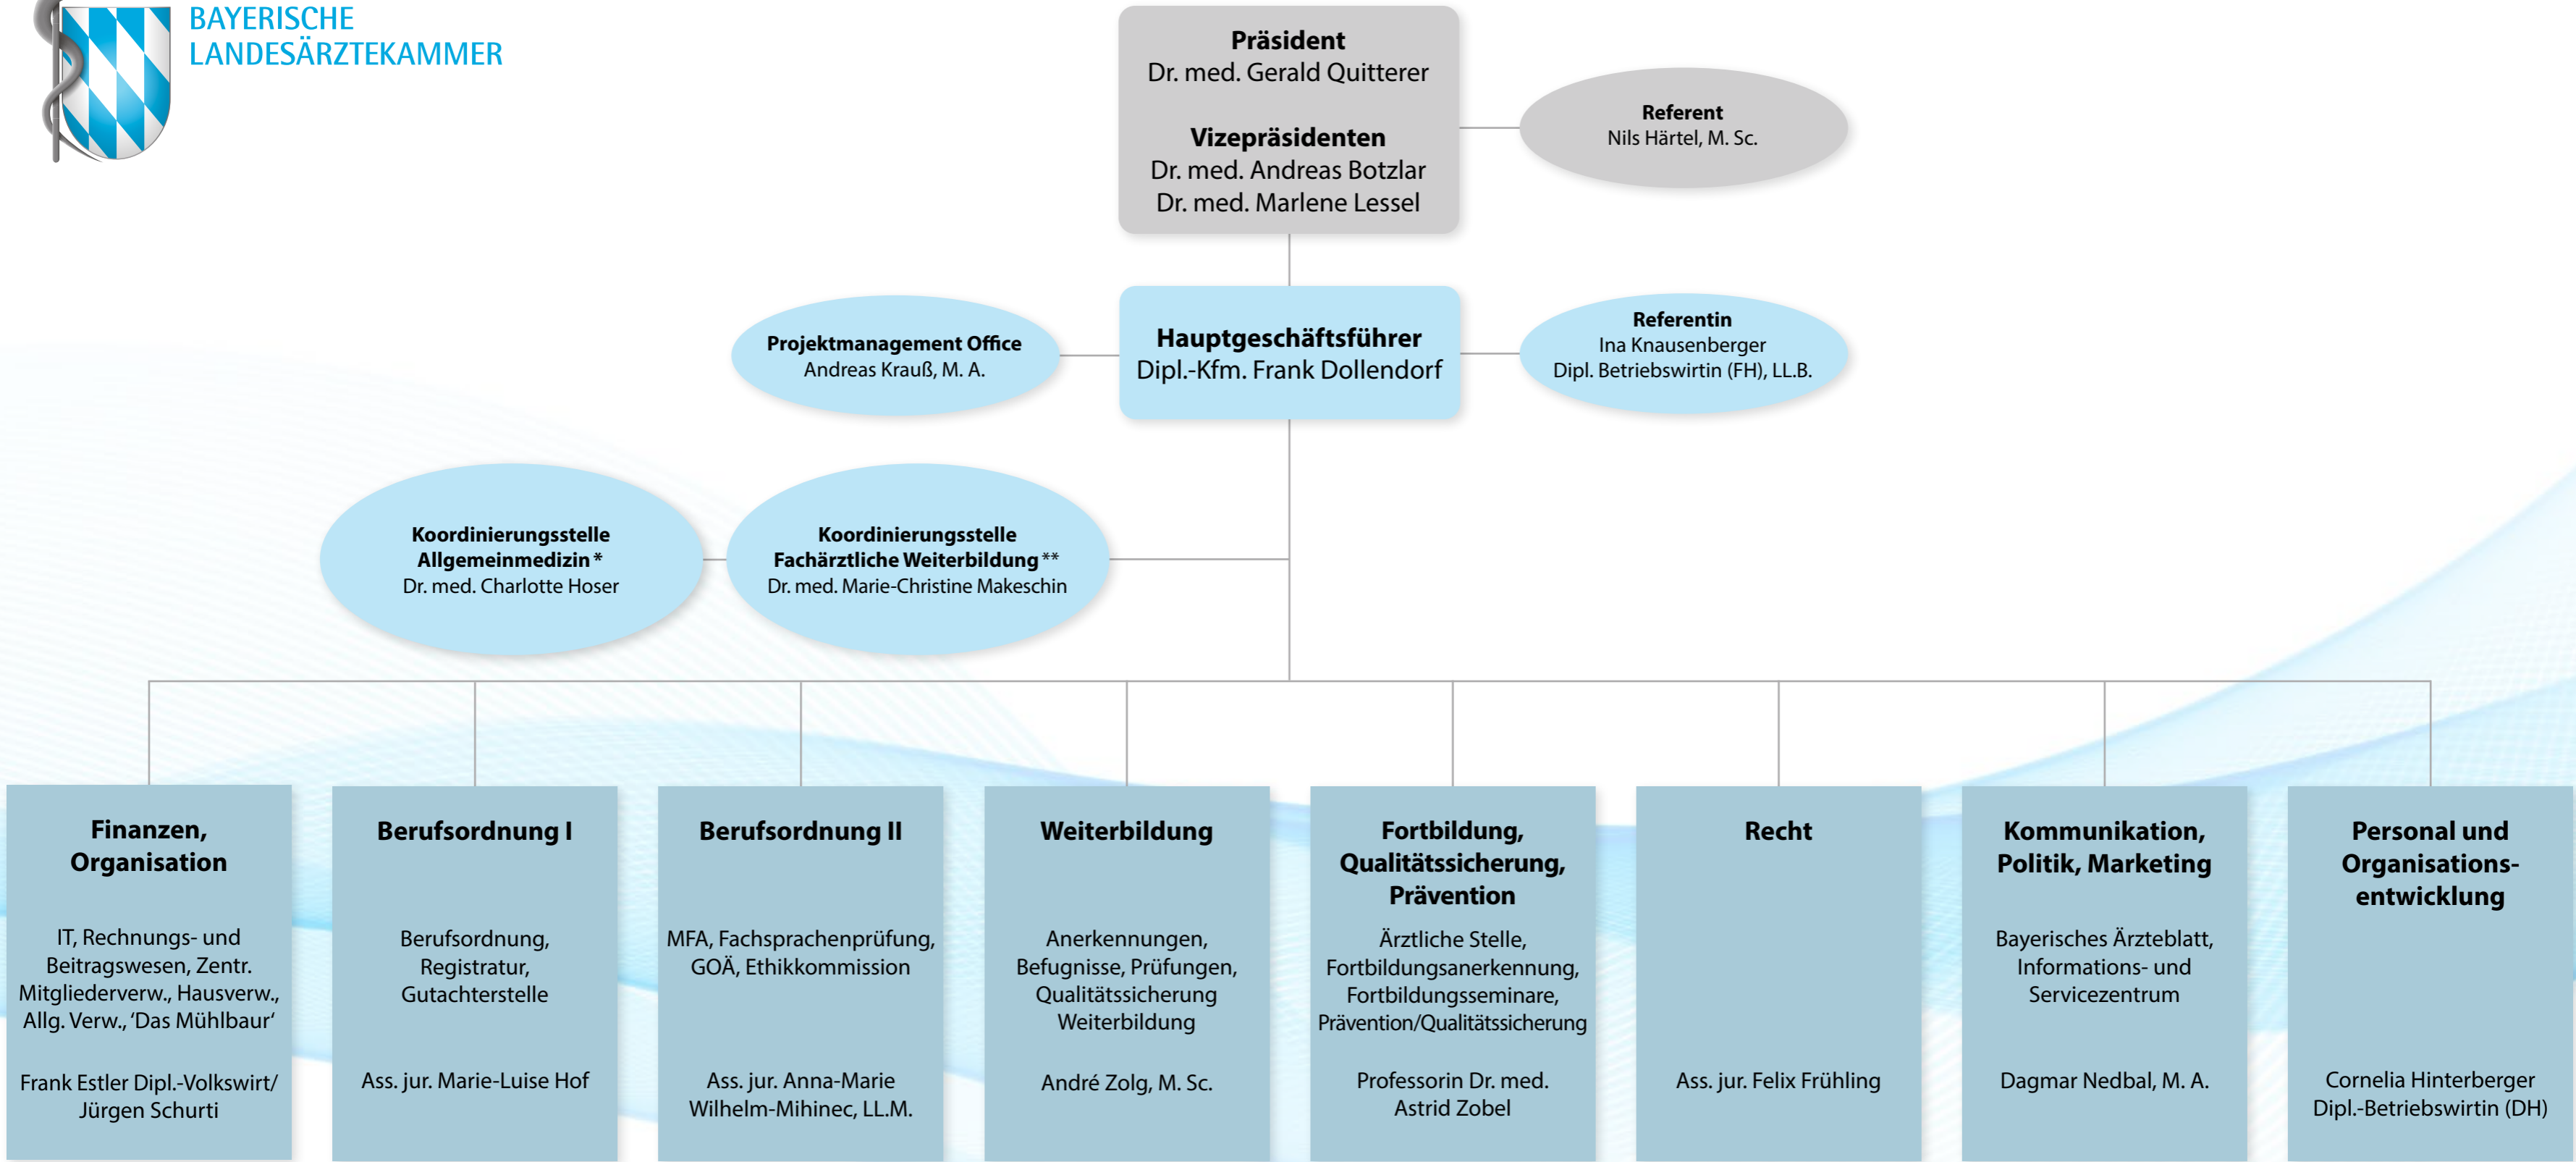 BAYERISCHE
LANDESÄRZTEKAMMER
Präsident
Dr. med. Gerald Quitterer
Vizepräsidenten
Dr. med. Andreas Botzlar
Dr. med. Marlene Lessel
Referent
Nils Härtel, M. Sc.
Projektmanagement Office
Andreas Krauß, M. A.
Hauptgeschäftsführer
Dipl.-Kfm. Frank Dollendorf
Referentin
Ina Knausenberger
Dipl. Betriebswirtin (FH), LL.B.
Koordinierungsstelle
Allgemeinmedizin *
Dr. med. Charlotte Hoser
Koordinierungsstelle
Fachärztliche Weiterbildung **
Dr. med. Marie-Christine Makeschin
Finanzen,
Organisation
IT, Rechnungs- und
Beitragswesen, Zentr.
Mitgliederverw., Hausverw.,
Allg. Verw., ‘Das Mühlbaur‘
Frank Estler Dipl.-Volkswirt/
Jürgen Schurti
Berufsordnung I
Berufsordnung,
Registratur,
Gutachterstelle
Ass. jur. Marie-Luise Hof
Berufsordnung II
MFA, Fachsprachenprüfung,
GOÄ, Ethikkommission
Ass. jur. Anna-Marie
Wilhelm-Mihinec, LL.M.
Weiterbildung
Anerkennungen,
Befugnisse, Prüfungen,
Qualitätssicherung
Weiterbildung
André Zolg, M. Sc.
Fortbildung,
Qualitätssicherung,
Prävention
Ärztliche Stelle,
Fortbildungsanerkennung,
Fortbildungsseminare,
Prävention/Qualitätssicherung
Professorin Dr. med.
Astrid Zobel
Recht
Ass. jur. Felix Frühling
Kommunikation,
Politik, Marketing
Bayerisches Ärzteblatt,
Informations- und
Servicezentrum
Dagmar Nedbal, M. A.
Personal und
Organisations-
entwicklung
Cornelia Hinterberger
Dipl.-Betriebswirtin (DH)